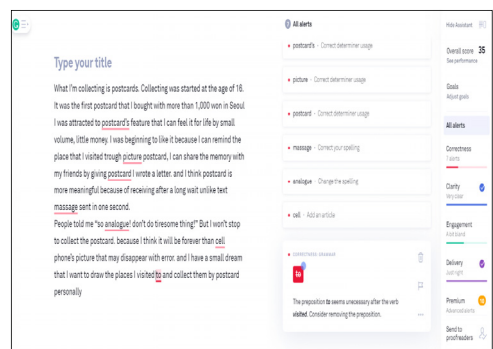 Type your title
What I'm collecting is postcards. Collecting was started at the age of 16.
It was the first postcard that I bought with more than 1,000 won in Seoul
I was attracted to postcard's feature that I can feel it for life by small
volume, little money. I was beginning to like it because I can remind the
place that I visited trough picture postcard, I can share the memory with
my friends by giving postcard I wrote a letter. and I think postcard is
more meaningful because of receiving after a long wait unlike text
massage sent in one second.
People told me "so analogue! don't do tiresome thing!" But I won't stop
to collect the postcard. because I think it will be forever than cell
phone's picture that may disappear with error. and I have a small dream
that I want to draw the places I visited to and collect them by postcard
personally
All alerts
postcard's - Correct determiner usage
picture - Correct determiner usage
postcard - Correct determiner usage
massage - Correct your spelling
analogue - Change the spelling
cell - Add an article
CORRECTNESS | GRAMMAR
to
The preposition to seems unnecessary after the verb
visited. Consider removing the preposition.
Hide Assistant
Overall score 35
See performance
Goals
Adjust goals
All alerts
Correctness
7 alerts
Clarity
Very clear
Engagement
A bit bland
Delivery
Just right
Premium
Advanced alerts
Send to
proofreaders